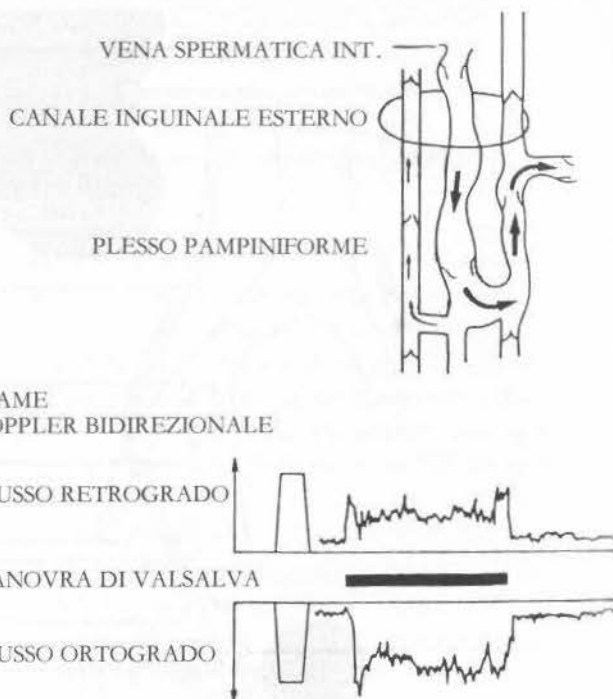 VENA SPERMATICA INT.
CANALE INGUINALE ESTERNO
PLESSO PAMPINIFORME
AME
OPPLER BIDIREZIONALE
USSO RETROGRADO
ANOVRA DI VALSALVA
USSO ORTOGRADO